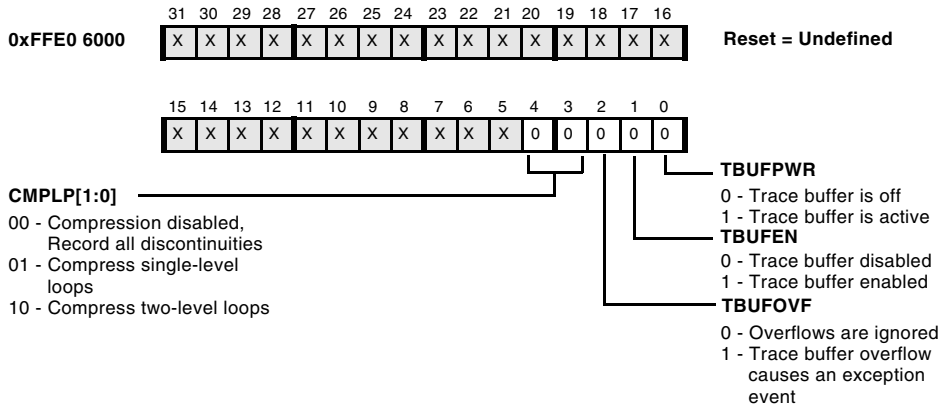 31 30 29 28 27 26 25 24 23 22 21 20 19 18 17 16
0xFFE0 6000 X X X X X X X X X X X X X X X X Reset = Undefined
15 14 13 12 11 10 9 8 7 6 5 4 3 2 1 0
X X X X X X X X X X X 0 0 0 0 0
CMPLP[1:0]
00 - Compression disabled,
Record all discontinuities
01 - Compress single-level
loops
10 - Compress two-level loops
TBUFPWR
0 - Trace buffer is off
1 - Trace buffer is active
TBUFEN
0 - Trace buffer disabled
1 - Trace buffer enabled
TBUFOVF
0 - Overflows are ignored
1 - Trace buffer overflow
causes an exception
event